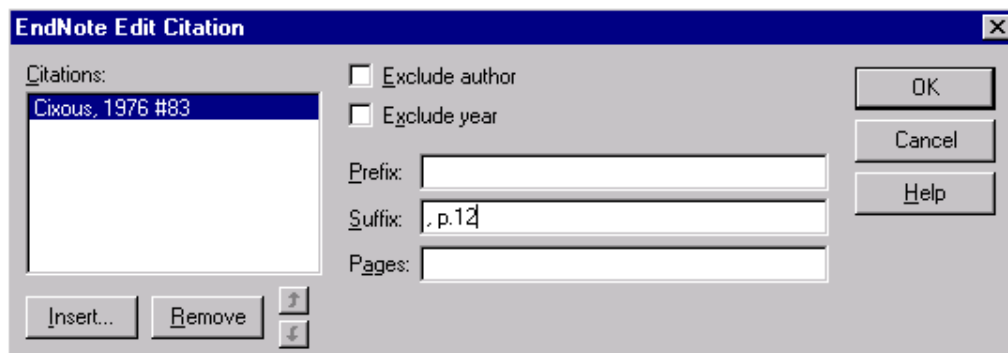 EndNote Edit Citation
Citations:
Cixous, 1976 #83
Insert...
Remove
Exclude author
Exclude year
Prefix:
Suffix: , p.12
Pages:
OK
Cancel
Help